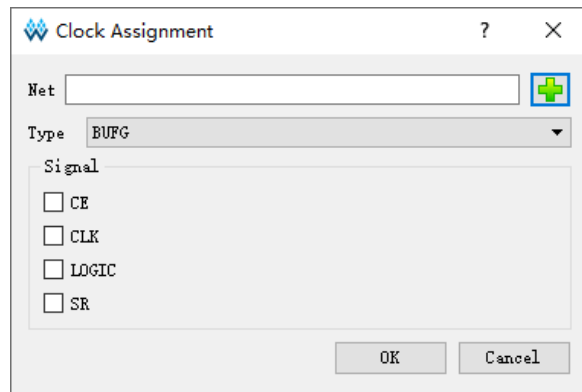 Clock Assignment ?
Net
Type BUFG
Signal
CE
CLK
LOGIC
SR
OK Cancel